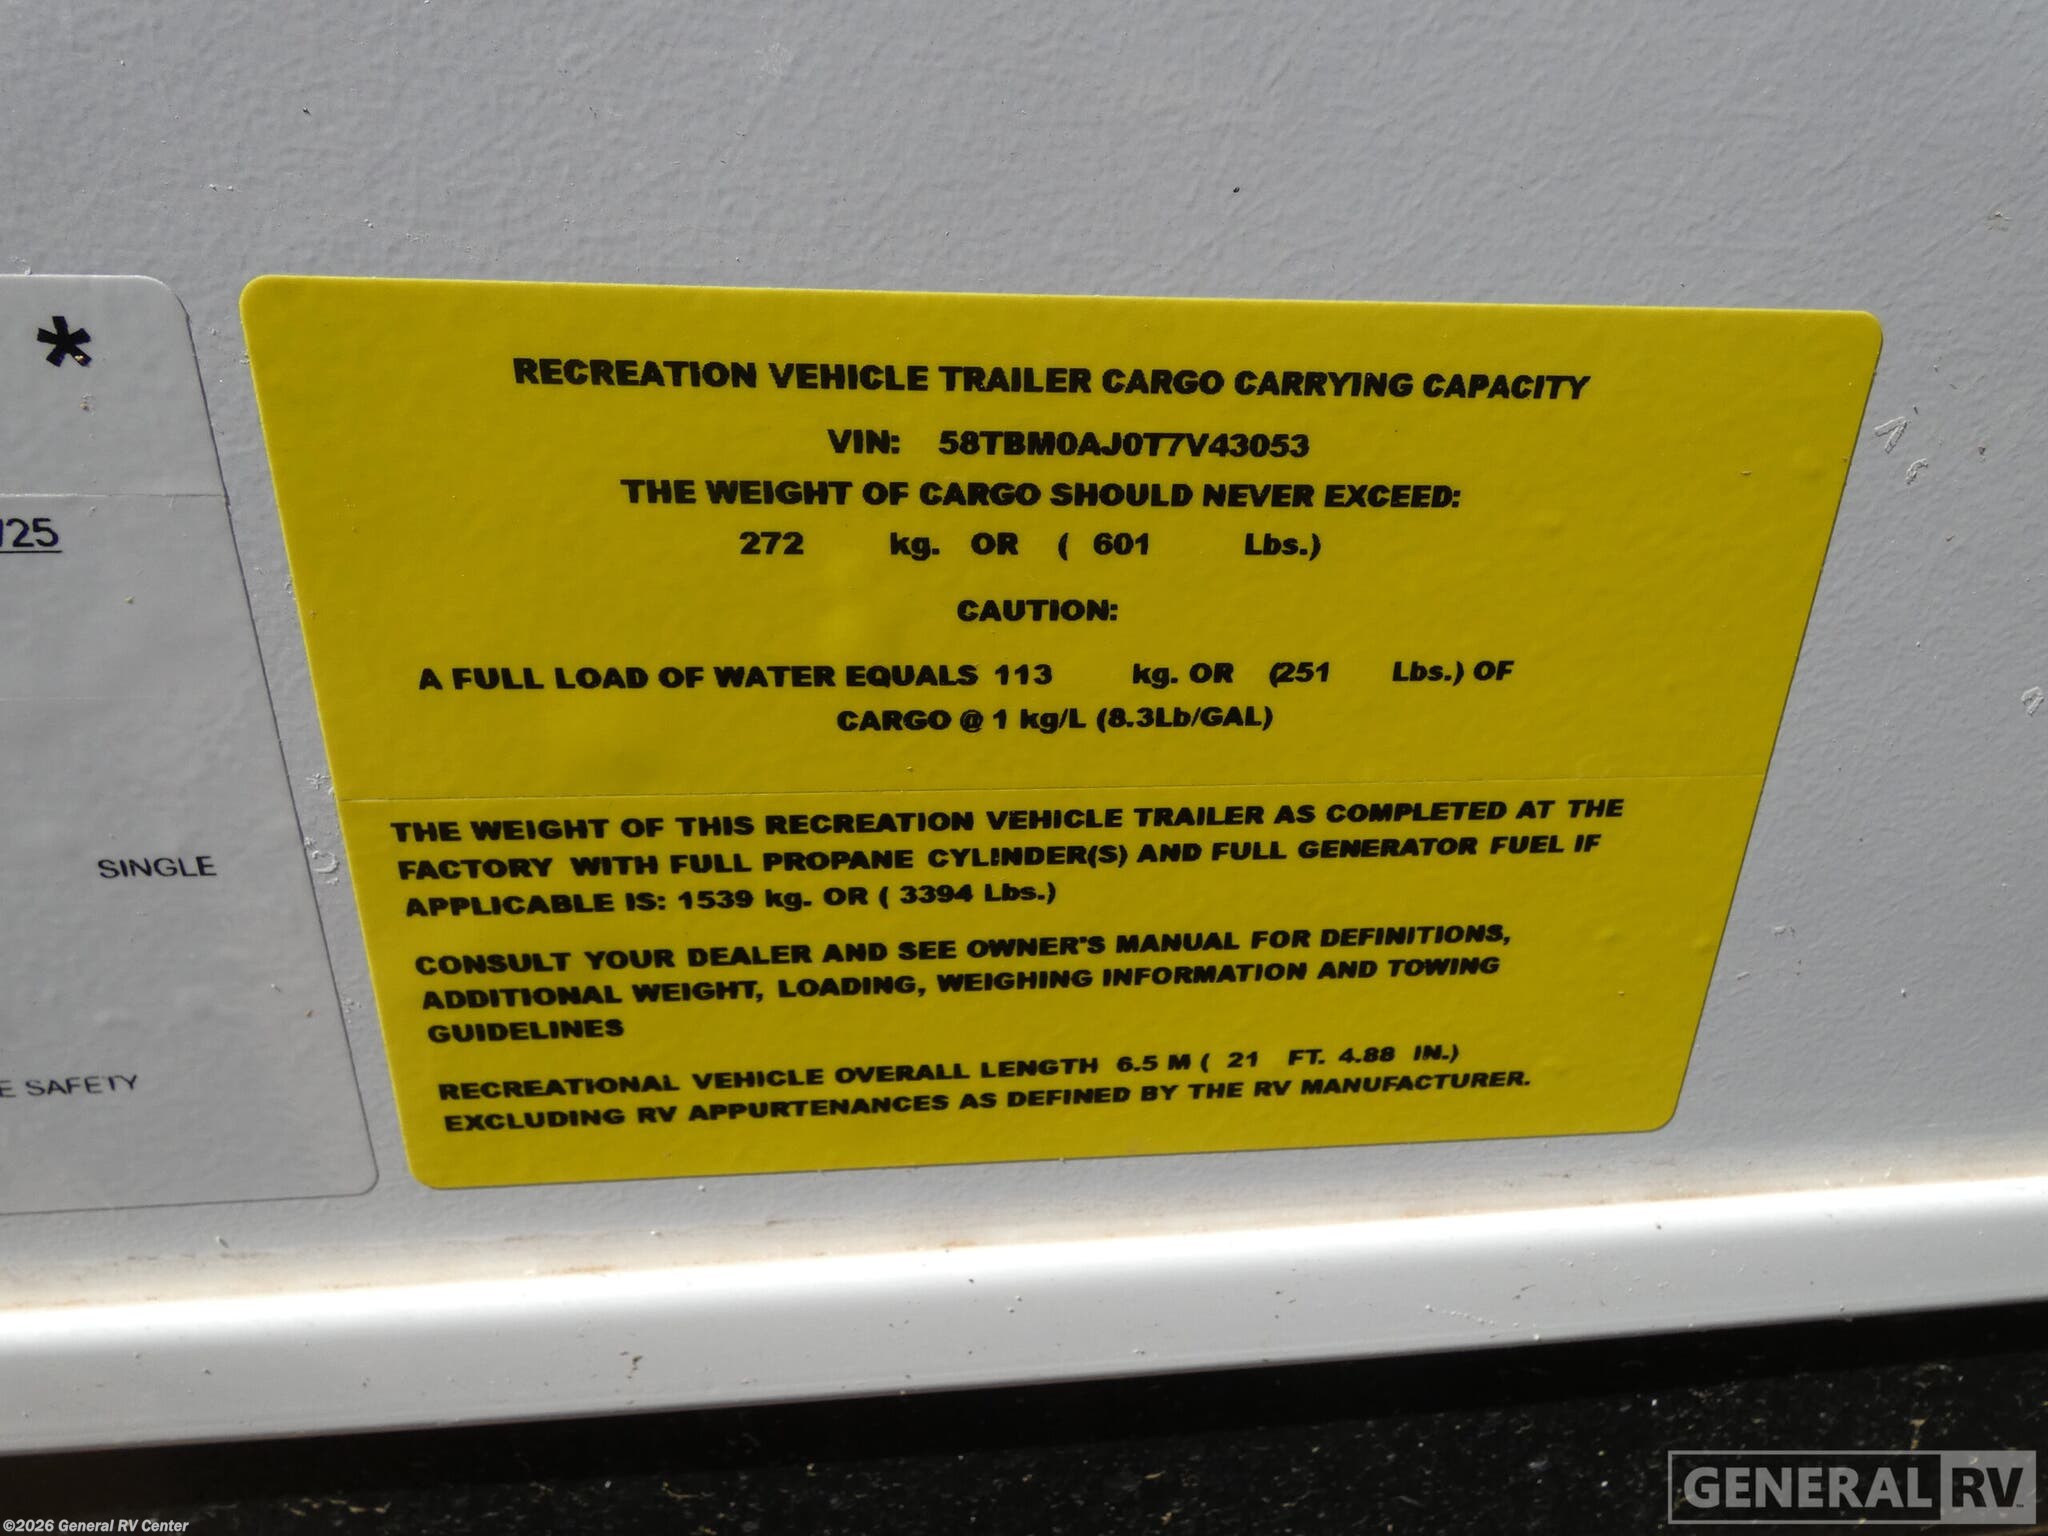 *
/25
SINGLE
E SAFETY
RECREATION VEHICLE TRAILER CARGO CARRYING CAPACITY
VIN: 58TBM0AJ0T7V43053
THE WEIGHT OF CARGO SHOULD NEVER EXCEED:
272 kg. OR ( 601 Lbs.)
CAUTION:
A FULL LOAD OF WATER EQUALS 113 kg. OR (251 Lbs.) OF
CARGO @ 1 kg/L (8.3Lb/GAL)
THE WEIGHT OF THIS RECREATION VEHICLE TRAILER AS COMPLETED AT THE
FACTORY WITH FULL PROPANE CYLINDER(S) AND FULL GENERATOR FUEL IF
APPLICABLE IS: 1539 kg. OR ( 3394 Lbs.)
CONSULT YOUR DEALER AND SEE OWNER'S MANUAL FOR DEFINITIONS,
ADDITIONAL WEIGHT, LOADING, WEIGHING INFORMATION AND TOWING
GUIDELINES
RECREATIONAL VEHICLE OVERALL LENGTH 6.5 M ( 21 FT. 4.88 IN.)
EXCLUDING RV APPURTENANCES AS DEFINED BY THE RV MANUFACTURER.
GENERAL RV
©2026 General RV Center